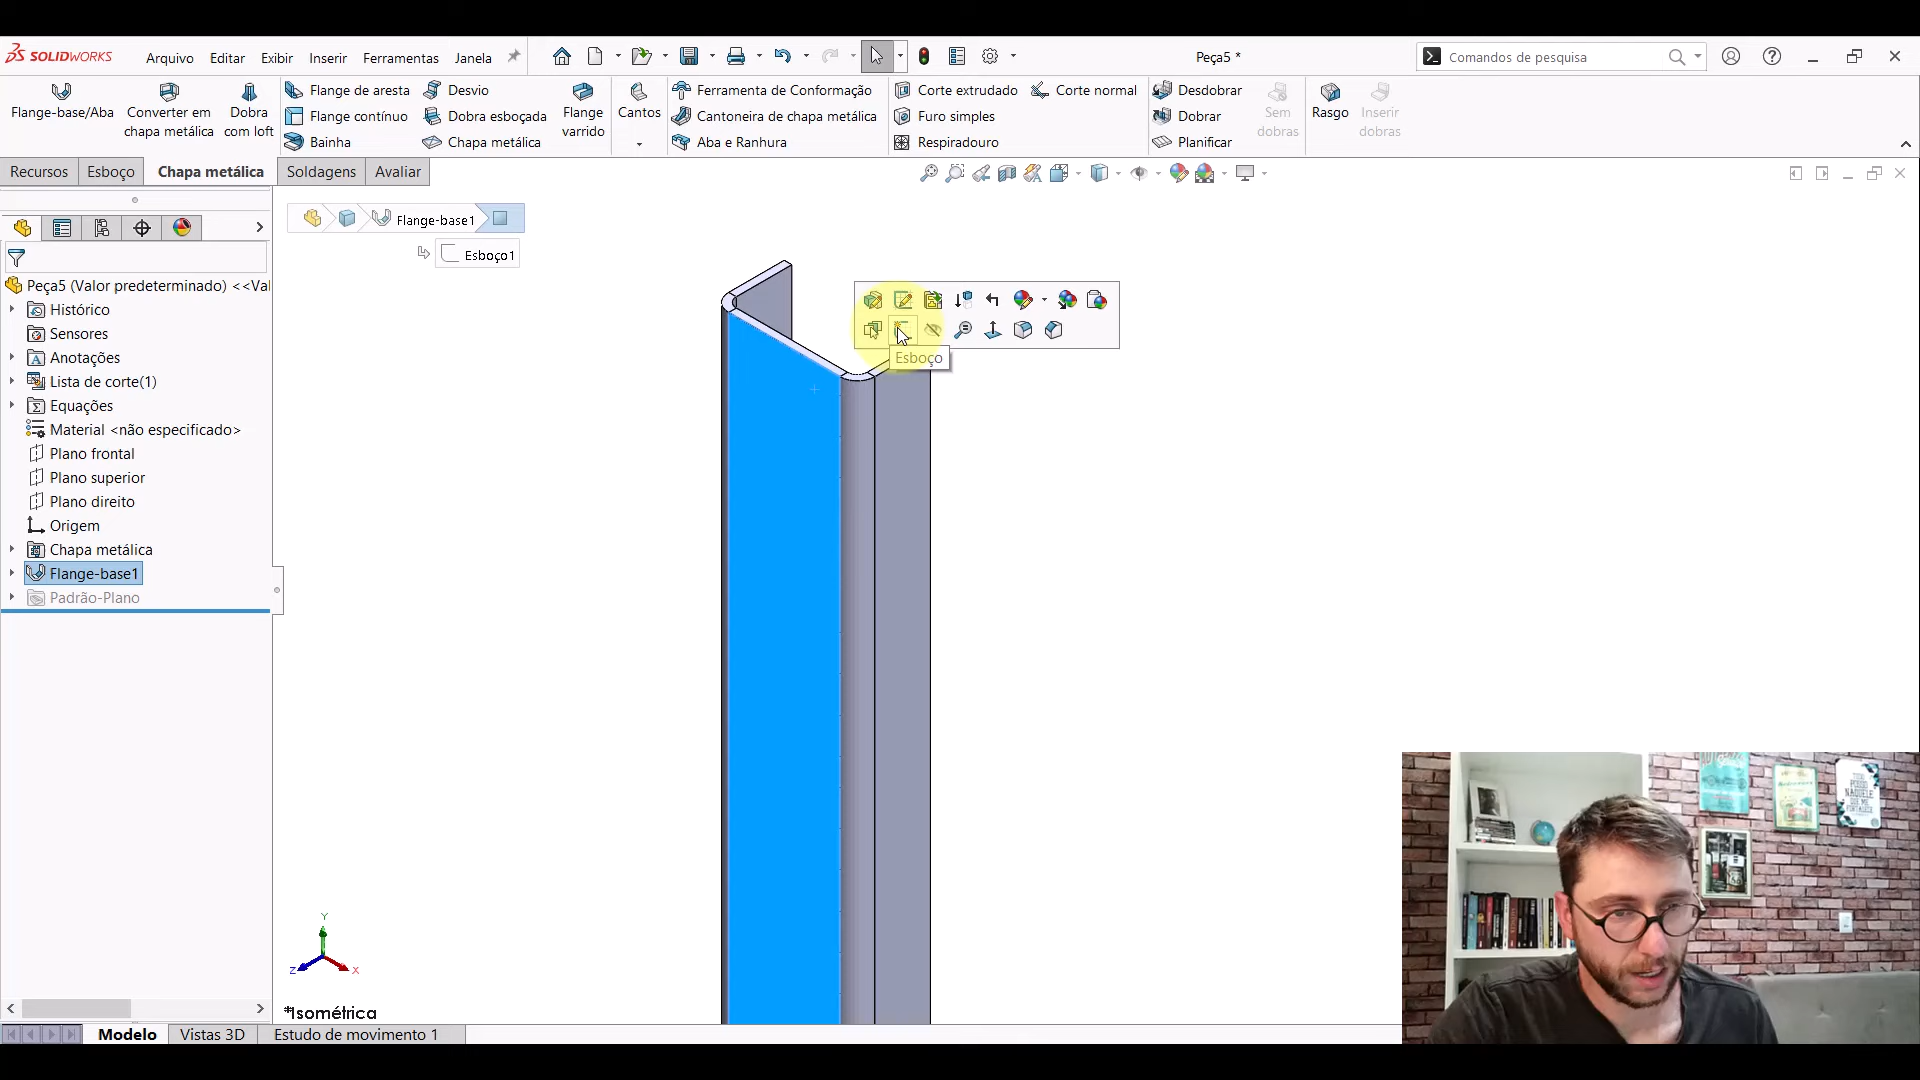 SOLIDWORKS
Arquivo
Editar
Exibir
Inserir
Ferramentas
Janela
Peça5 *
Comandos de pesquisa
Flange-base/Aba
Converter em
chapa metálica
Dobra
com loft
Flange de aresta
Flange contínuo
Bainha
Desvio
Dobra esboçada
Chapa metálica
Flange
varrido
Cantos
Ferramenta de Conformação
Cantoneira de chapa metálica
Aba e Ranhura
Corte extrudado
Furo simples
Respiradouro
Corte normal
Desdobrar
Dobrar
Planificar
Sem
dobras
Rasgo
Inserir
dobras
Recursos
Esboço
Chapa metálica
Soldagens
Avaliar
Flange-base1
Esboço1
Peça5 (Valor predeterminado) <<Val
Histórico
Sensores
Anotações
Lista de corte(1)
Equações
Material <não especificado>
Plano frontal
Plano superior
Plano direito
Origem
Chapa metálica
Flange-base1
Padrão-Plano
Esboço
Y
Z
X
*Isométrica
Modelo
Vistas 3D
Estudo de movimento 1